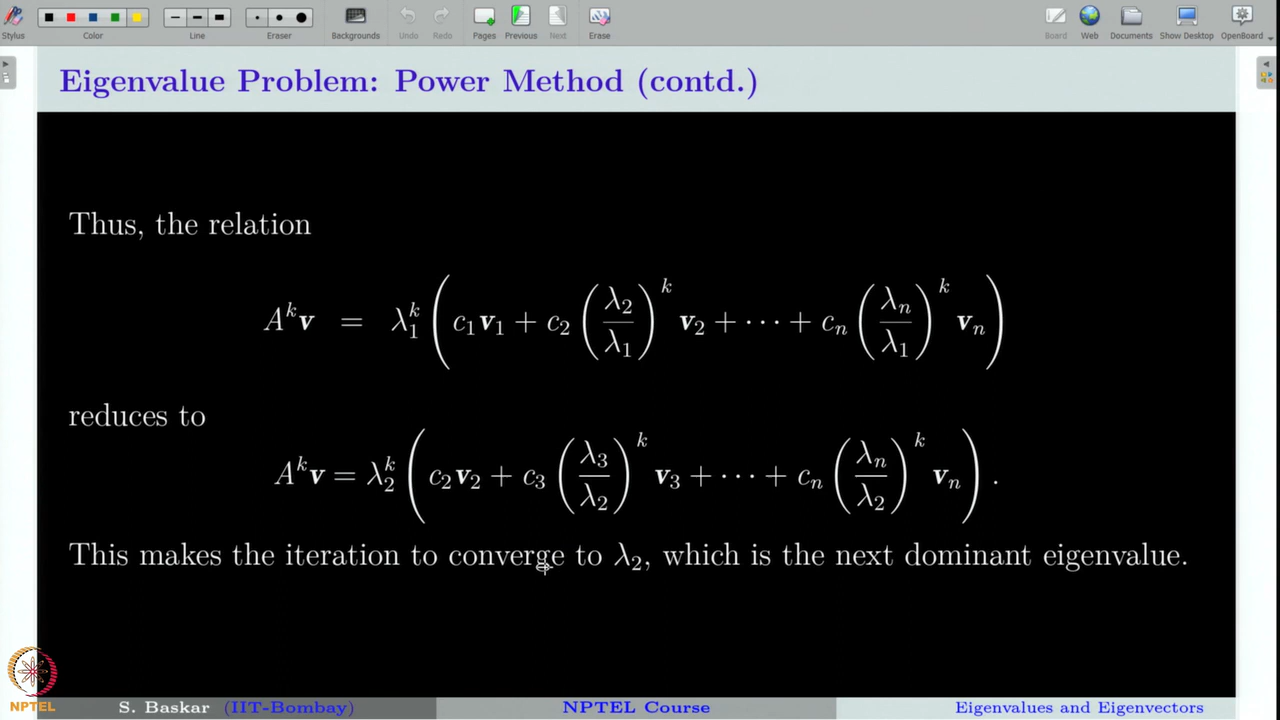 Stylus Color Line Eraser Backgrounds Undo Redo Pages Previous Next Erase Board Web Documents Show Desktop OpenBoard
Eigenvalue Problem: Power Method (contd.)
Thus, the relation
A^k v = λ_1^k ( c_1 v_1 + c_2 (λ_2/λ_1)^k v_2 + ··· + c_n (λ_n/λ_1)^k v_n )
reduces to
A^k v = λ_2^k ( c_2 v_2 + c_3 (λ_3/λ_2)^k v_3 + ··· + c_n (λ_n/λ_2)^k v_n ) .
This makes the iteration to converge to λ_2, which is the next dominant eigenvalue.
NPTEL
S. Baskar (IIT-Bombay) NPTEL Course Eigenvalues and Eigenvectors